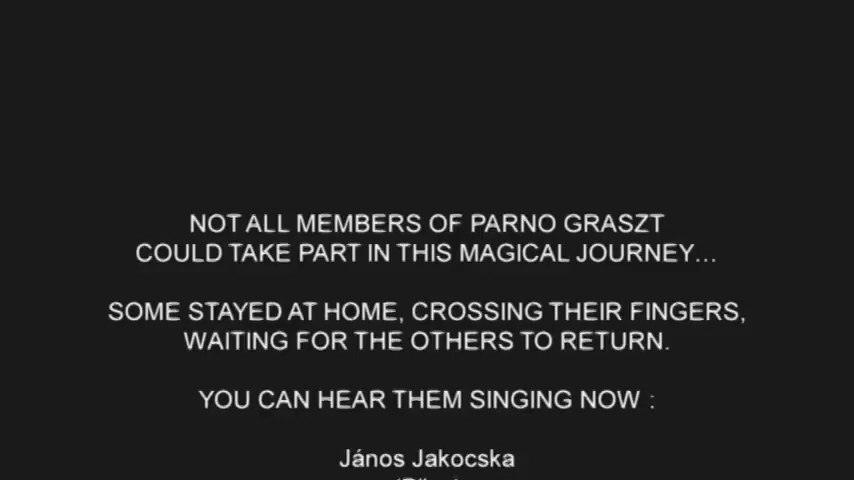 NOT ALL MEMBERS OF PARNO GRASZT
COULD TAKE PART IN THIS MAGICAL JOURNEY...
SOME STAYED AT HOME, CROSSING THEIR FINGERS,
WAITING FOR THE OTHERS TO RETURN.
YOU CAN HEAR THEM SINGING NOW :
János Jakocska